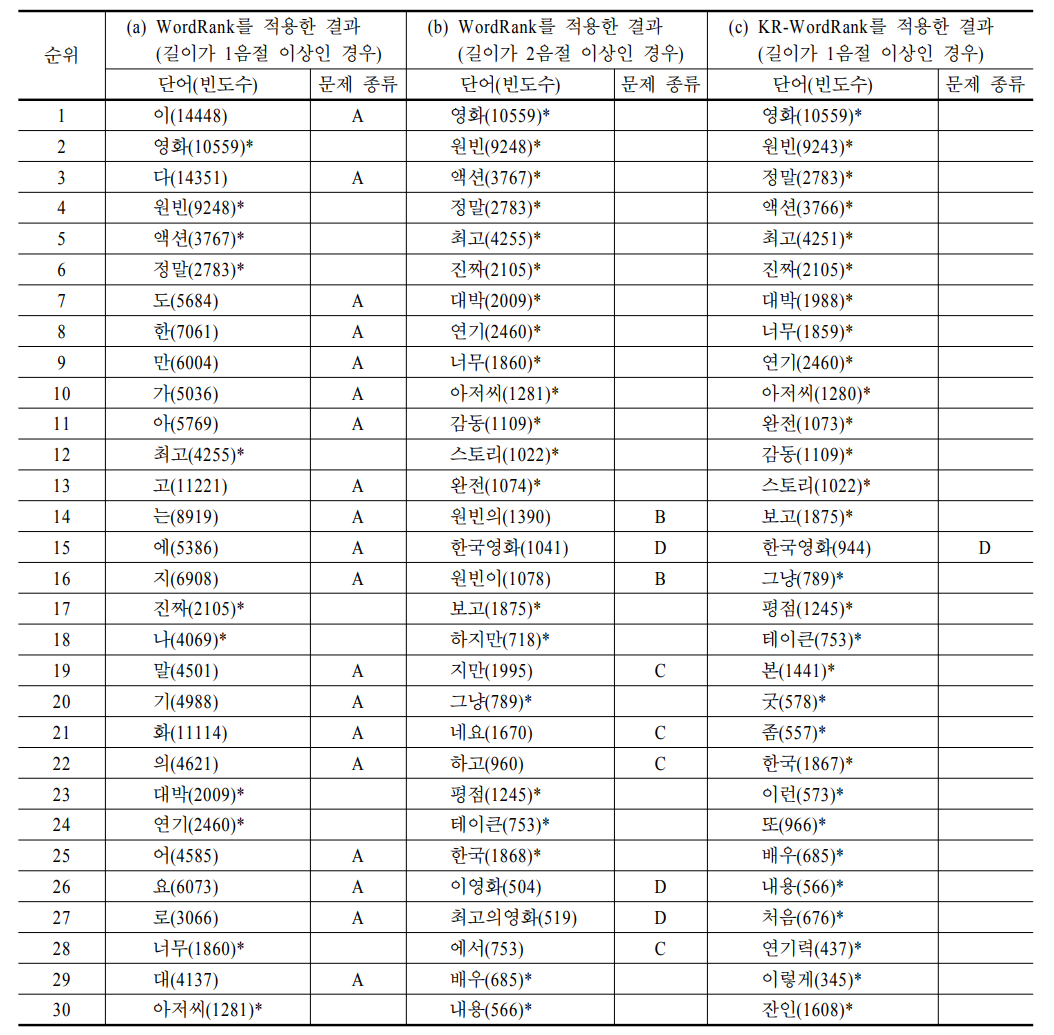 순위 (a) WordRank를 적용한 결과 (길이가 1음절 이상인 경우) (b) WordRank를 적용한 결과 (길이가 2음절 이상인 경우) (c) KR-WordRank를 적용한 결과 (길이가 1음절 이상인 경우)
단어(빈도수) 문제 종류 단어(빈도수) 문제 종류 단어(빈도수) 문제 종류
1 이(14448) A 영화(10559)* 영화(10559)*
2 영화(10559)* 원빈(9248)* 원빈(9243)*
3 다(14351) A 액션(3767)* 정말(2783)*
4 원빈(9248)* 정말(2783)* 액션(3766)*
5 액션(3767)* 최고(4255)* 최고(4251)*
6 정말(2783)* 진짜(2105)* 진짜(2105)*
7 도(5684) A 대박(2009)* 대박(1988)*
8 한(7061) A 연기(2460)* 너무(1859)*
9 만(6004) A 너무(1860)* 연기(2460)*
10 가(5036) A 아저씨(1281)* 아저씨(1280)*
11 아(5769) A 감동(1109)* 완전(1073)*
12 최고(4255)* 스토리(1022)* 감동(1109)*
13 고(11221) A 완전(1074)* 스토리(1022)*
14 는(8919) A 원빈의(1390) B 보고(1875)*
15 에(5386) A 한국영화(1041) D 한국영화(944) D
16 지(6908) A 원빈이(1078) B 그냥(789)*
17 진짜(2105)* 보고(1875)* 평점(1245)*
18 나(4069)* 하지만(718)* 테이큰(753)*
19 말(4501) A 지만(1995) C 본(1441)*
20 기(4988) A 그냥(789)* 굿(578)*
21 화(11114) A 네요(1670) C 좀(557)*
22 의(4621) A 하고(960) C 한국(1867)*
23 대박(2009)* 평점(1245)* 이런(573)*
24 연기(2460)* 테이큰(753)* 또(966)*
25 어(4585) A 한국(1868)* 배우(685)*
26 요(6073) A 이영화(504) D 내용(566)*
27 로(3066) A 최고의영화(519) D 처음(676)*
28 너무(1860)* 에서(753) C 연기력(437)*
29 대(4137) A 배우(685)* 이렇게(345)*
30 아저씨(1281)* 내용(566)* 잔인(1608)*